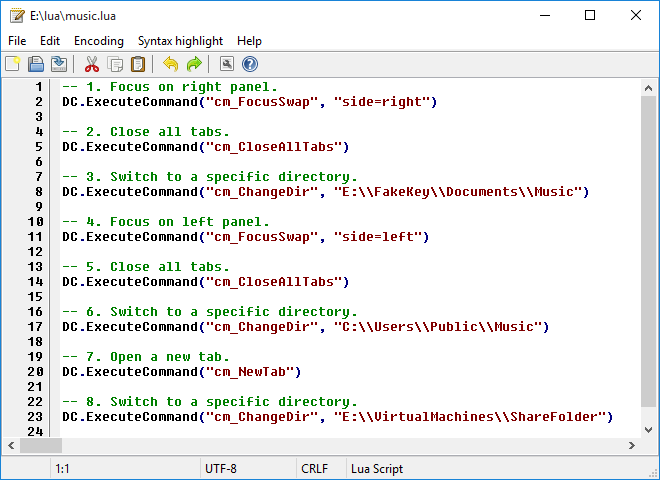 E:\lua\music.lua
File Edit Encoding Syntax highlight Help
1 -- 1. Focus on right panel.
2 DC.ExecuteCommand("cm_FocusSwap", "side=right")
3
4 -- 2. Close all tabs.
5 DC.ExecuteCommand("cm_CloseAllTabs")
6
7 -- 3. Switch to a specific directory.
8 DC.ExecuteCommand("cm_ChangeDir", "E:\\FakeKey\\Documents\\Music")
9
10 -- 4. Focus on left panel.
11 DC.ExecuteCommand("cm_FocusSwap", "side=left")
12
13 -- 5. Close all tabs.
14 DC.ExecuteCommand("cm_CloseAllTabs")
15
16 -- 6. Switch to a specific directory.
17 DC.ExecuteCommand("cm_ChangeDir", "C:\\Users\\Public\\Music")
18
19 -- 7. Open a new tab.
20 DC.ExecuteCommand("cm_NewTab")
21
22 -- 8. Switch to a specific directory.
23 DC.ExecuteCommand("cm_ChangeDir", "E:\\VirtualMachines\\ShareFolder")
24
1:1 UTF-8 CRLF Lua Script